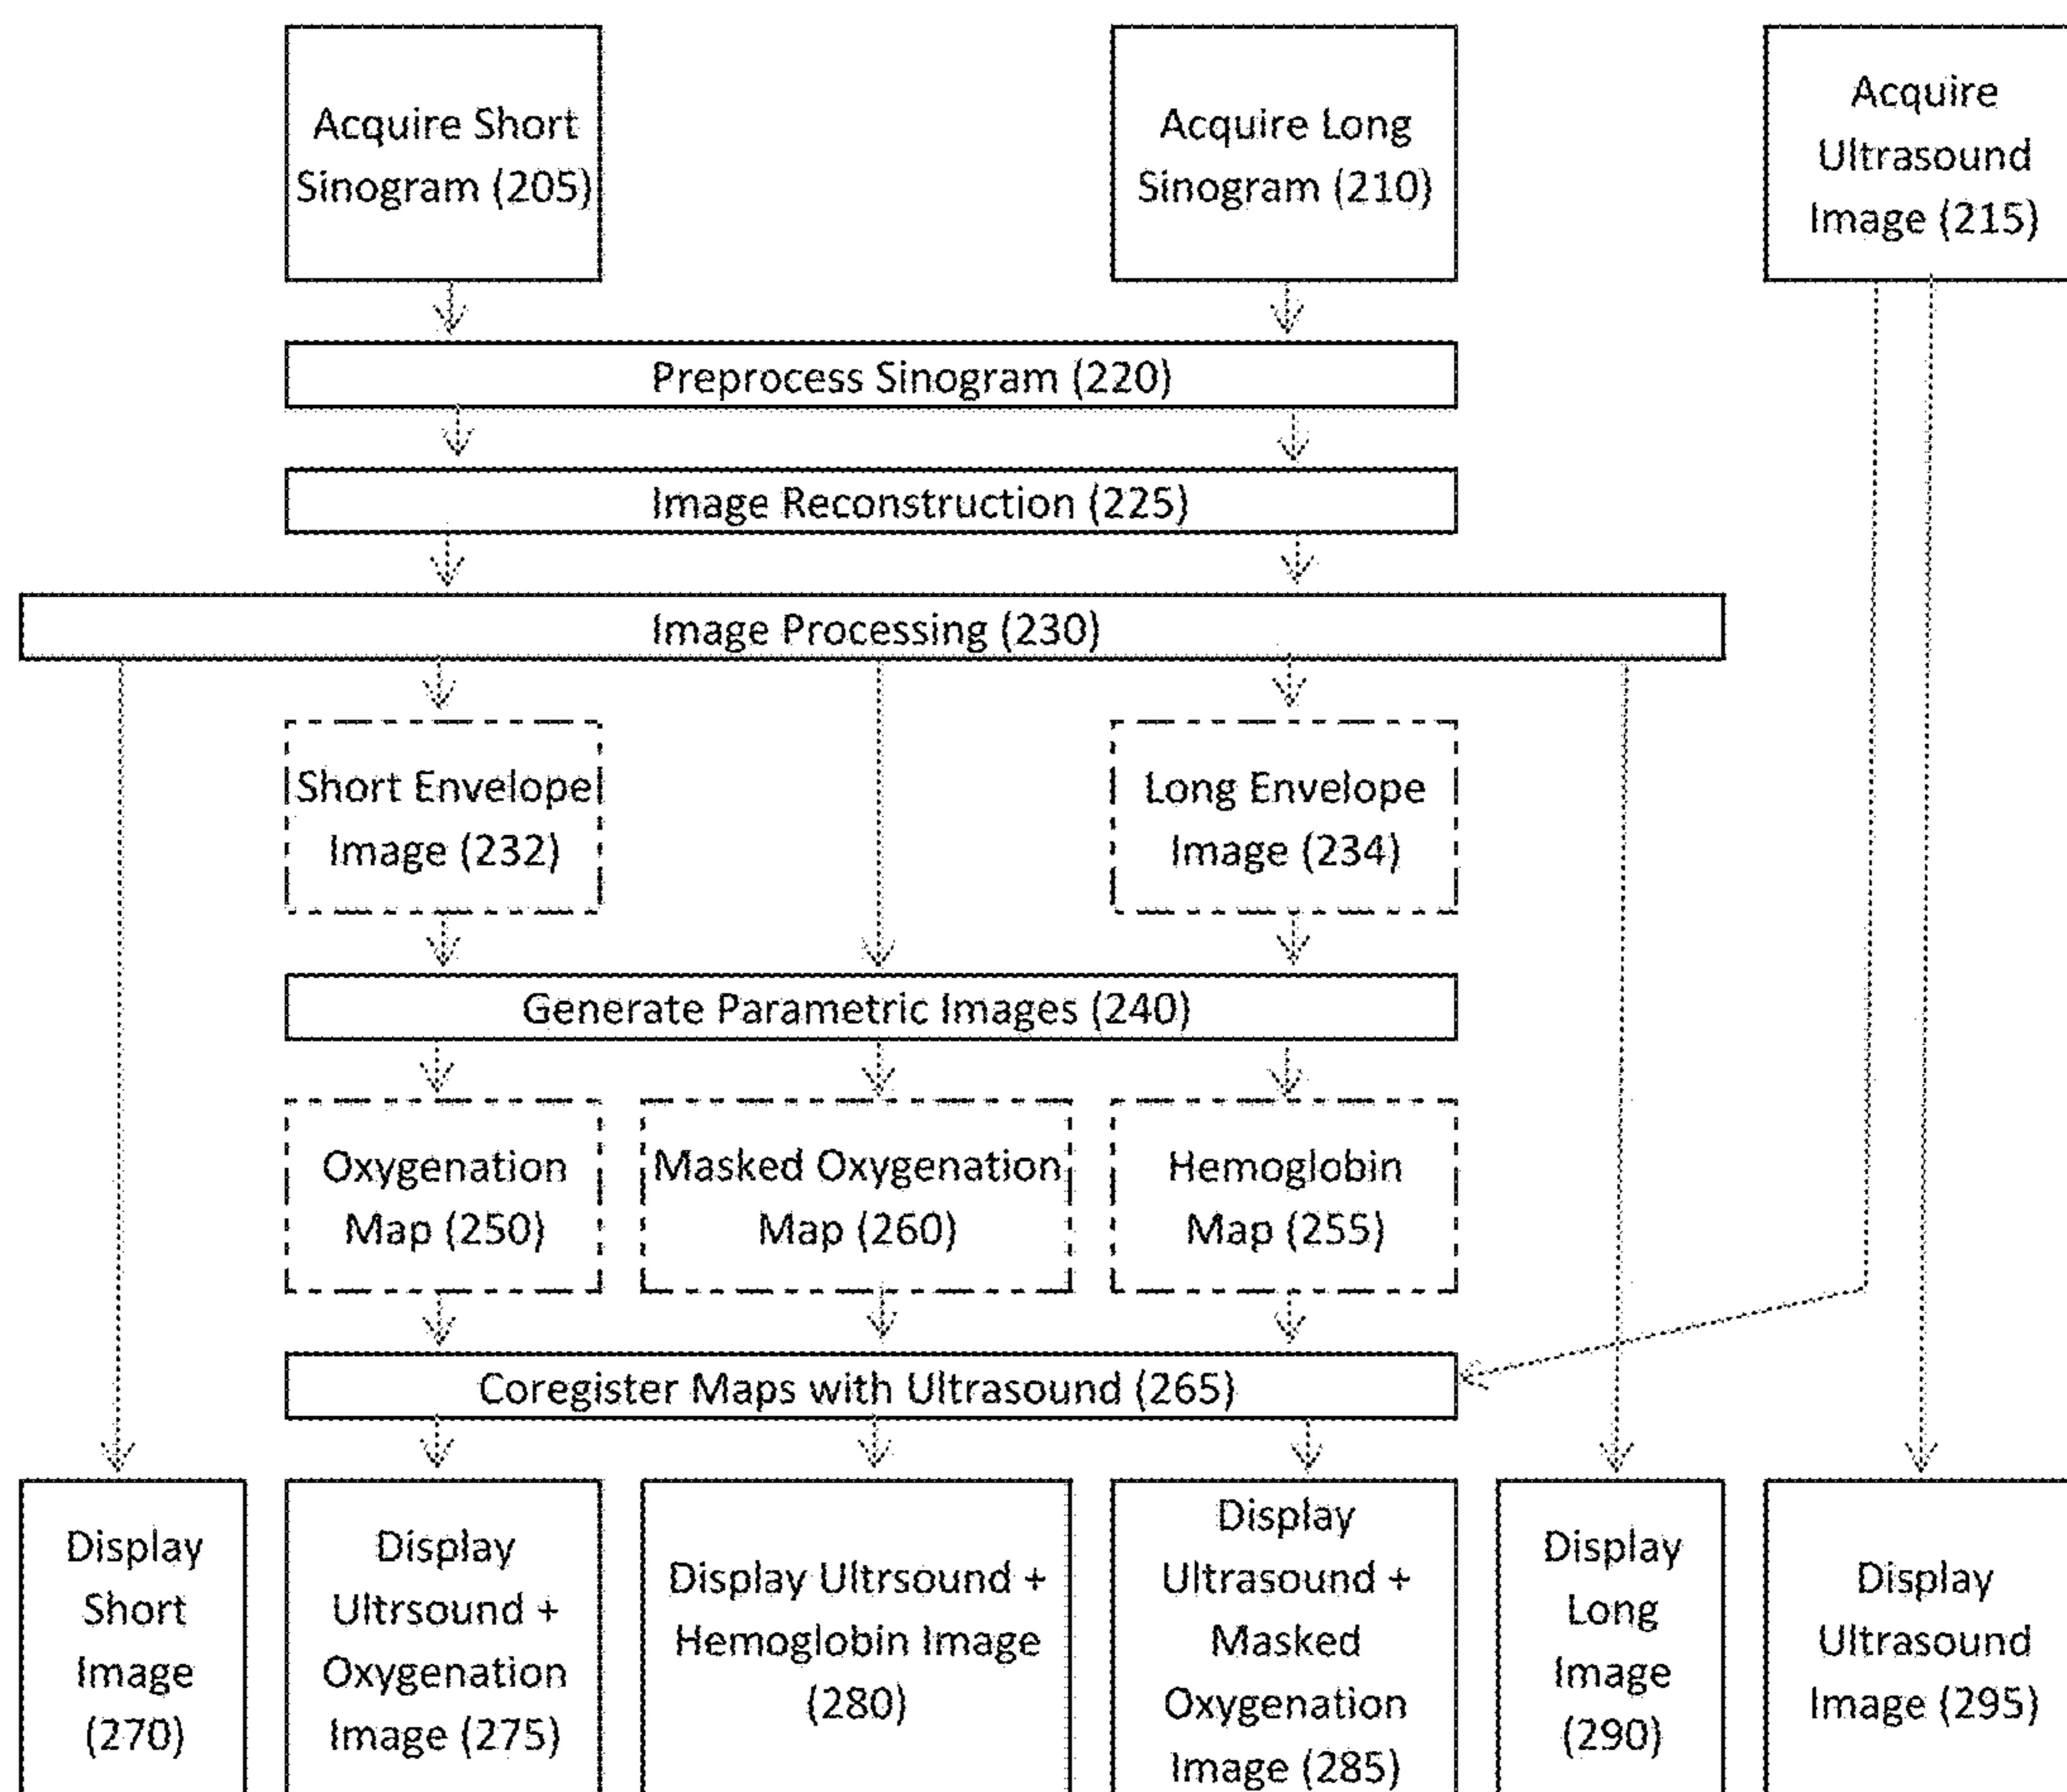 Acquire Short
Sinogram (205)
Acquire Long
Sinogram (210)
Acquire
Ultrasound
Image (215)
Preprocess Sinogram (220)
Image Reconstruction (225)
Image Processing (230)
Short Envelope
Image (232)
Long Envelope
Image (234)
Generate Parametric Images (240)
Oxygenation
Map (250)
Masked Oxygenation
Map (260)
Hemoglobin
Map (255)
Coregister Maps with Ultrasound (265)
Display
Short
Image
(270)
Display
Ultrsound +
Oxygenation
Image (275)
Display Ultrsound +
Hemoglobin Image
(280)
Display
Ultrasound +
Masked
Oxygenation
Image (285)
Display
Long
Image
(290)
Display
Ultrasound
Image (295)